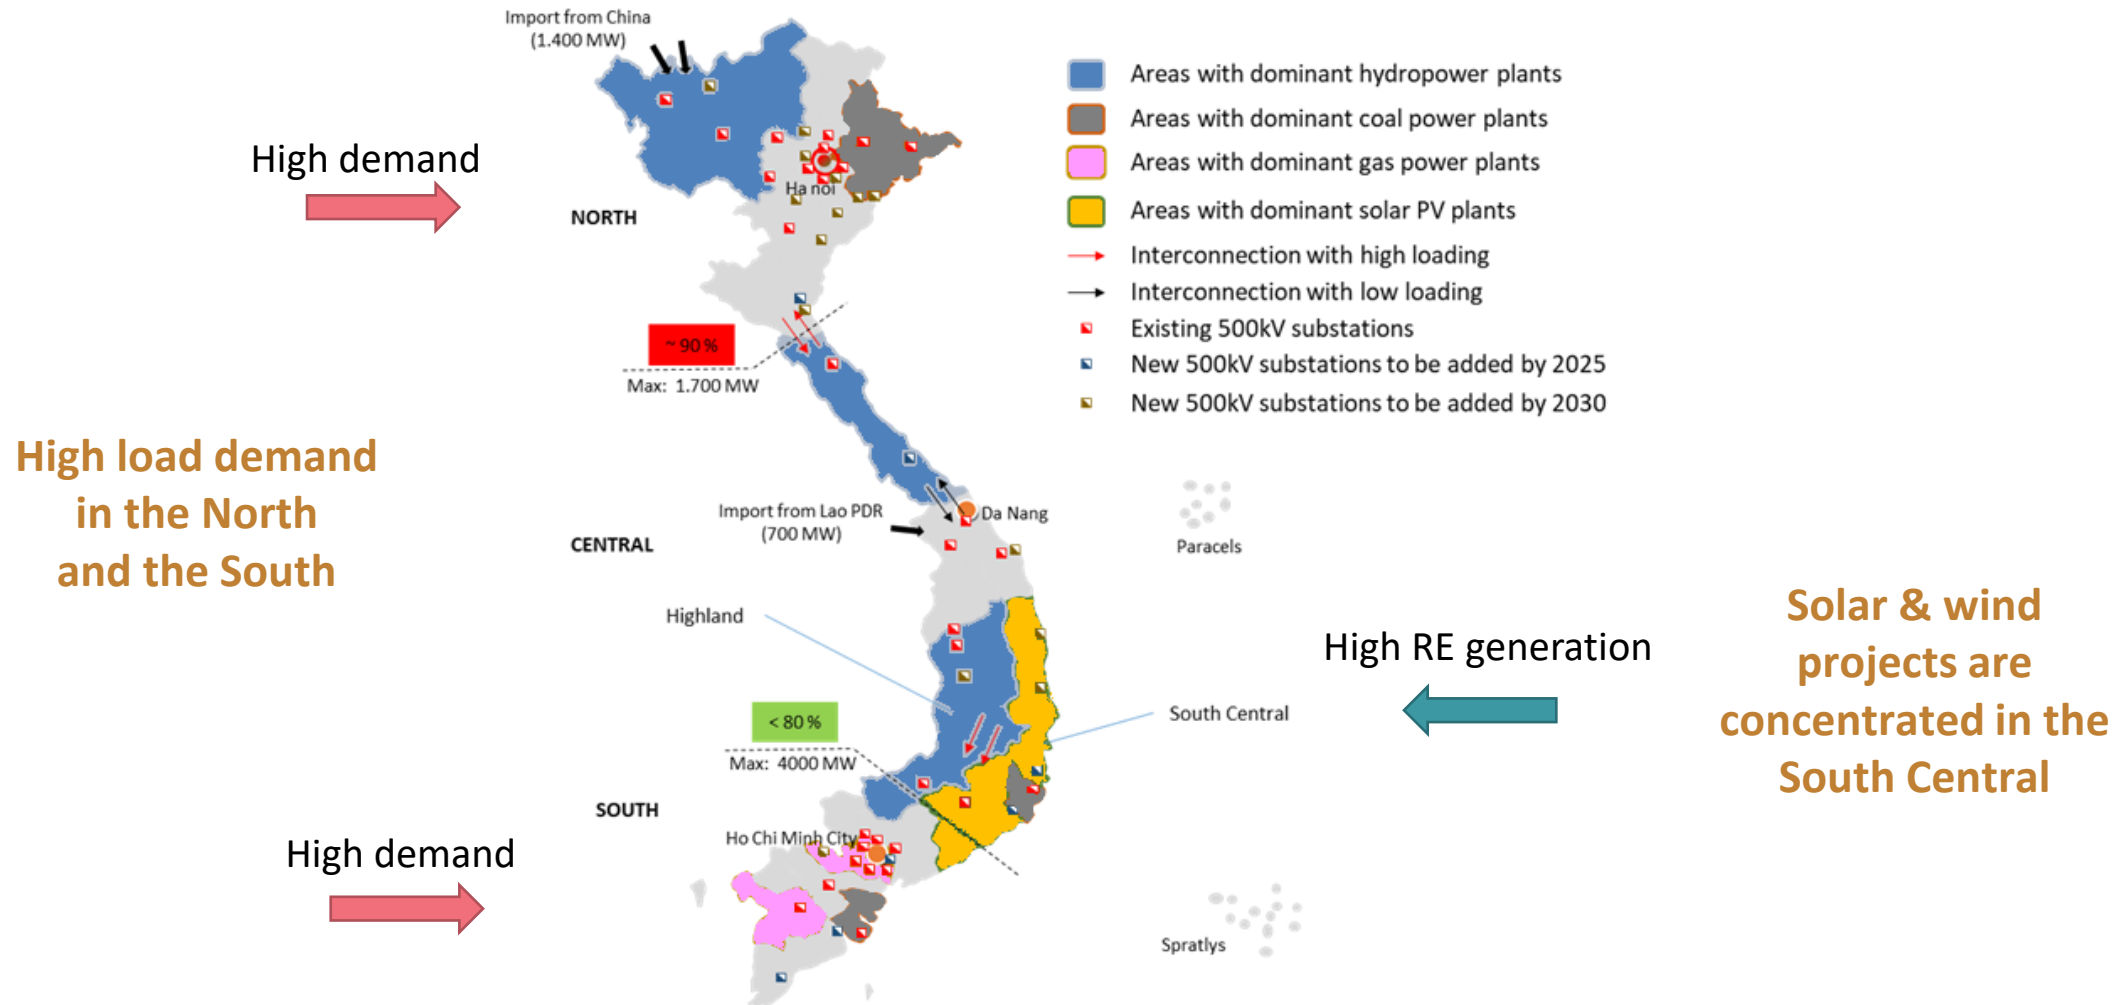 Import from China
(1.400 MW)
High demand
Ha noi
NORTH
~ 90 %
Max: 1.700 MW
High load demand
in the North
and the South
Import from Lao PDR
(700 MW)
Da Nang
CENTRAL
Highland
< 80 %
Max: 4000 MW
SOUTH
Ho Chi Minh City
High demand
Areas with dominant hydropower plants
Areas with dominant coal power plants
Areas with dominant gas power plants
Areas with dominant solar PV plants
Interconnection with high loading
Interconnection with low loading
Existing 500kV substations
New 500kV substations to be added by 2025
New 500kV substations to be added by 2030
Paracels
High RE generation
South Central
Spratlys
Solar & wind
projects are
concentrated in the
South Central